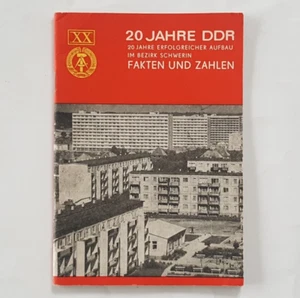 XX
20 JAHRE DDR
20 JAHRE ERFOLGREICHER AUFBAU
IM BEZIRK SCHWERIN
FAKTEN UND ZAHLEN